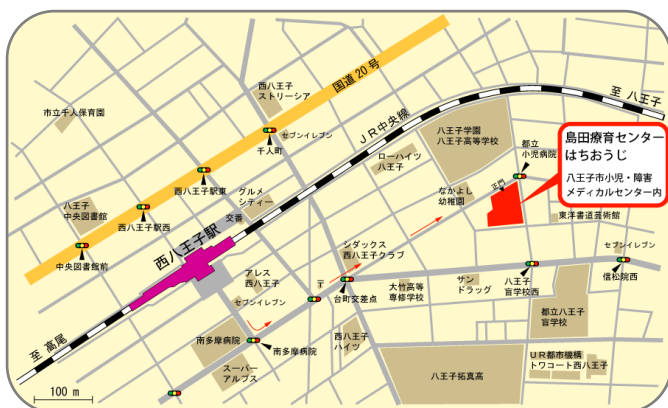 至 八王子
国道20号
西八王子
ストリーシア
市立千人保育園
セブンイレブン
千人町
JR中央線
八王子学園
八王子高等学校
都立
小児病院
島田療育センター
はちおうじ
八王子市小児・障害
メディカルセンター内
ローハイツ
八王子
西八王子駅東
グルメ
シティー
なかよし
幼稚園
正門
八王子
中央図書館
西八王子駅西
交番
東洋書道芸術館
中央図書館前
西八王子駅
シダックス
西八王子クラブ
セブンイレブン
アレス
西八王子
〒
台町交差点
大竹高等
専修学校
サン
ドラッグ
八王子
盲学校西
信松院西
セブンイレブン
都立八王子
盲学校
至 高尾
南多摩病院
南多摩病院
西八王子
ハイツ
UR都市機構
トワコート西八王子
スーパー
アルプス
八王子拓真高
100 m